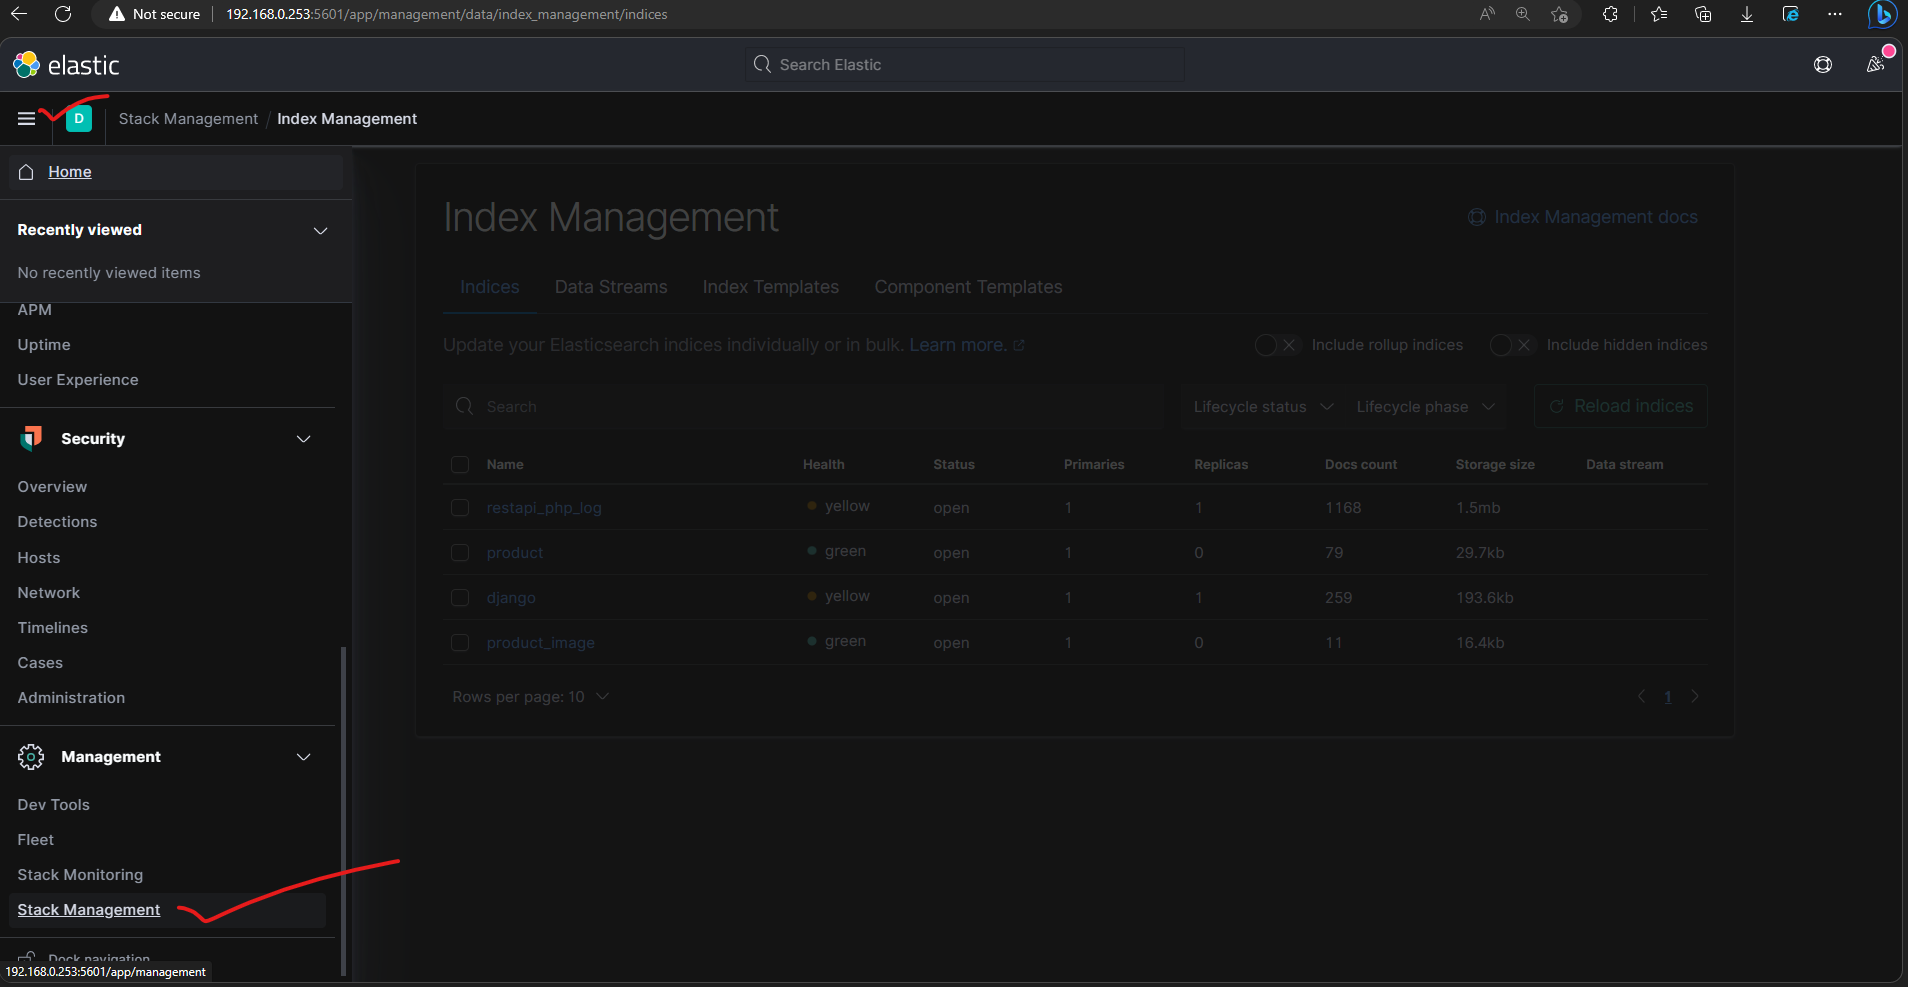 Not secure 192.168.0.253:5601/app/management/data/index_management/indices
elastic Search Elastic
D Stack Management / Index Management
Home
Recently viewed
No recently viewed items
APM
Uptime
User Experience
Security
Overview
Detections
Hosts
Network
Timelines
Cases
Administration
Management
Dev Tools
Fleet
Stack Monitoring
Stack Management
Dock navigation
192.168.0.253:5601/app/management
Index Management Index Management docs
Indices Data Streams Index Templates Component Templates
Update your Elasticsearch indices individually or in bulk. Learn more. Include rollup indices Include hidden indices
Search Lifecycle status Lifecycle phase Reload indices
Name Health Status Primaries Replicas Docs count Storage size Data stream
restapi_php_log yellow open 1 1 1168 1.5mb
product green open 1 0 79 29.7kb
django yellow open 1 1 259 193.6kb
product_image green open 1 0 11 16.4kb
Rows per page: 10 1